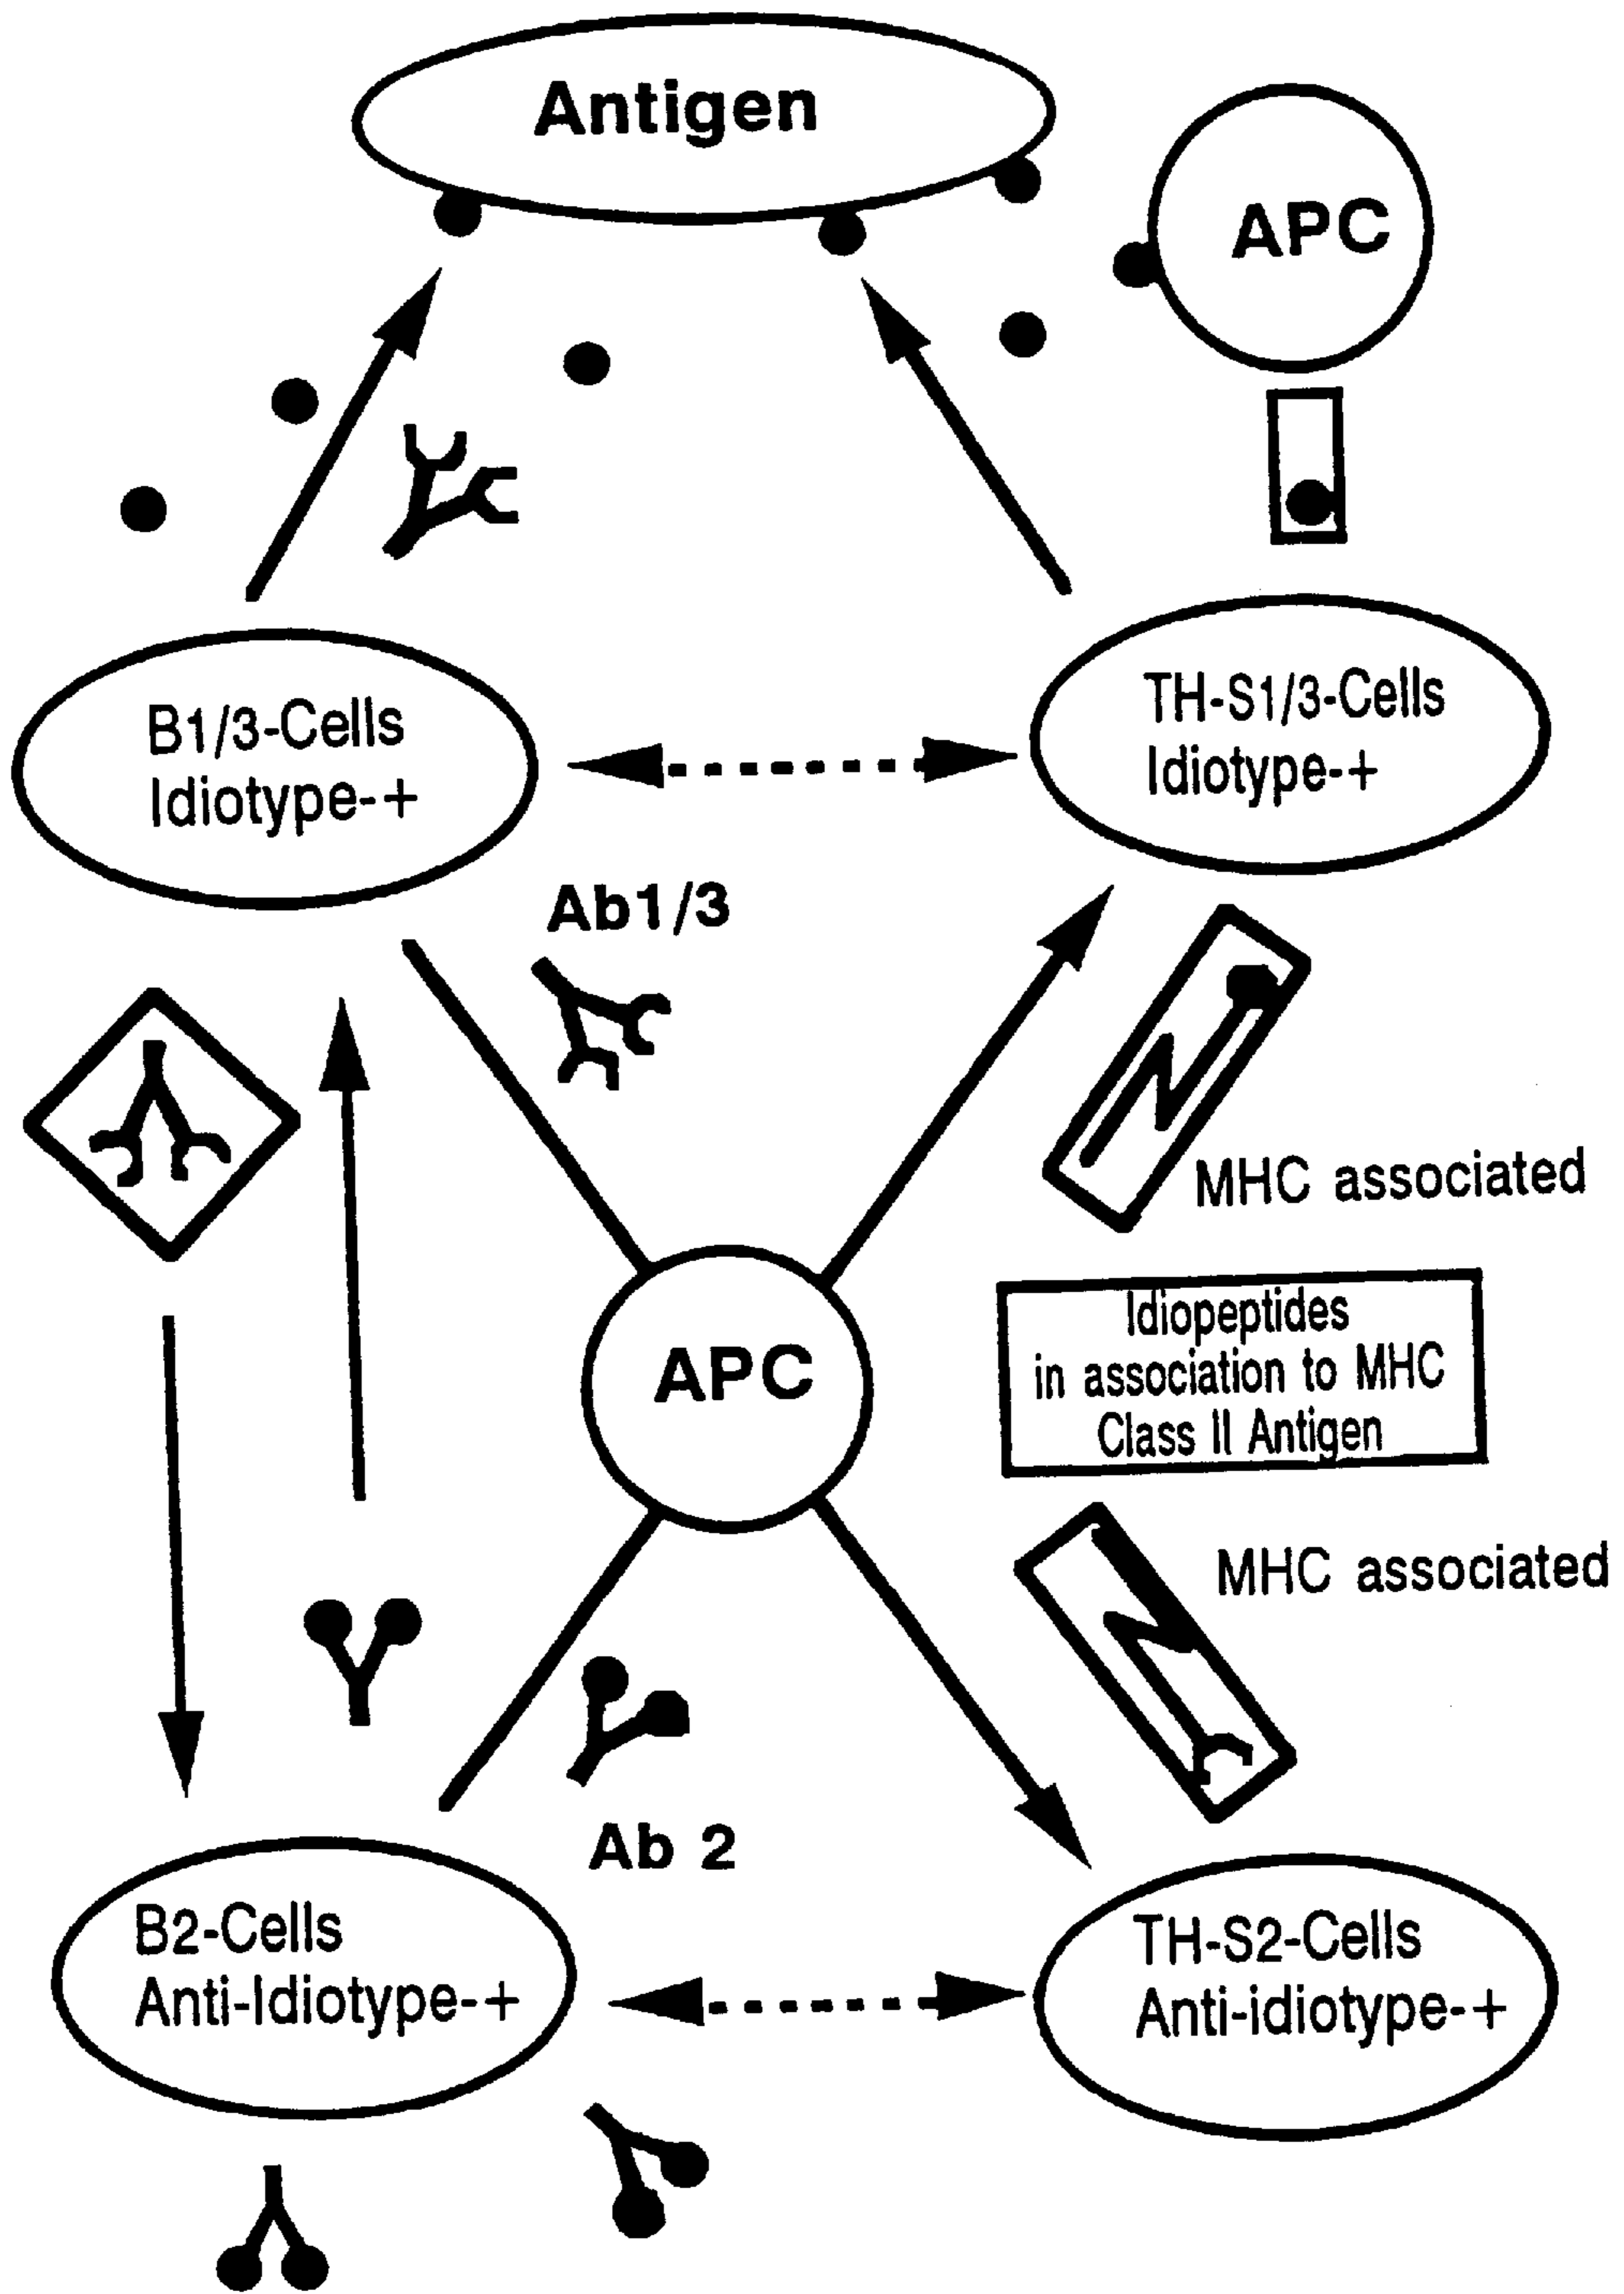 Antigen
APC
B1/3-Cells
Idiotype-+
TH-S1/3-Cells
Idiotype-+
Ab1/3
MHC associated
APC
Idiopeptides
in association to MHC
Class II Antigen
MHC associated
Ab 2
B2-Cells
Anti-Idiotype-+
TH-S2-Cells
Anti-idiotype-+